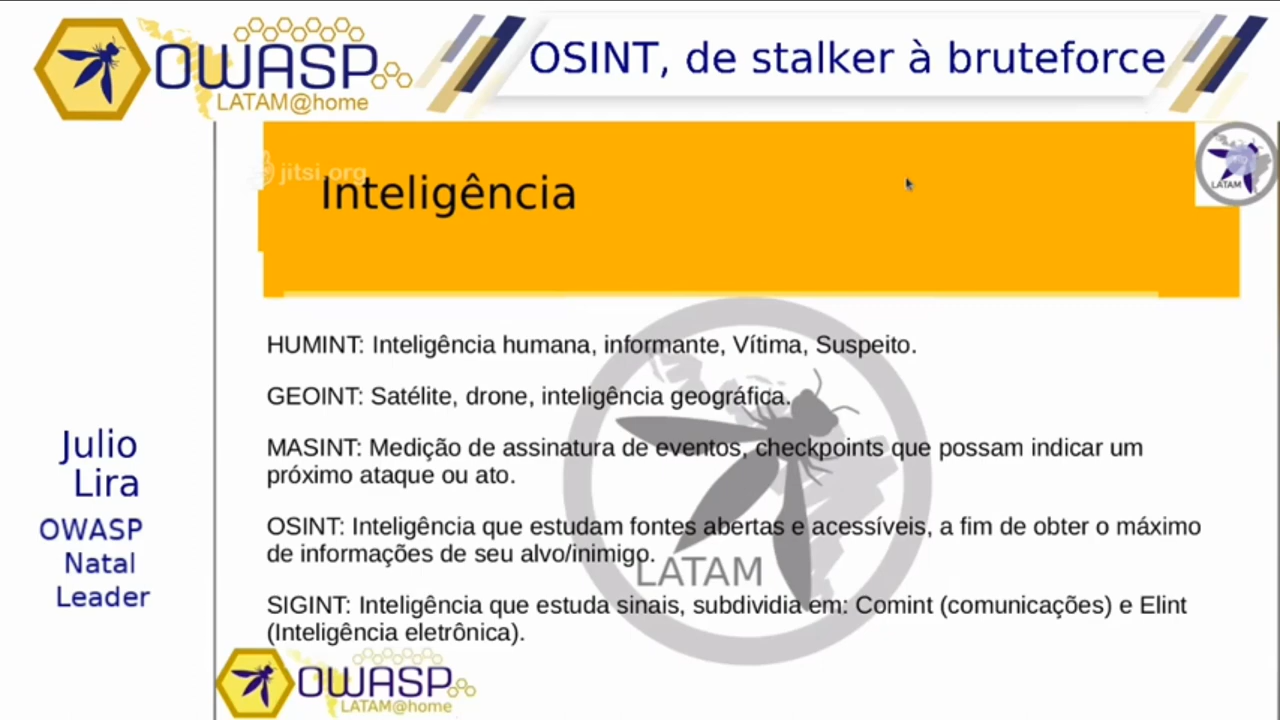 OWASP
LATAM@home
OSINT, de stalker à bruteforce
jitsi.org
LATAM
Inteligência
HUMINT: Inteligência humana, informante, Vítima, Suspeito.
GEOINT: Satélite, drone, inteligência geográfica.
MASINT: Medição de assinatura de eventos, checkpoints que possam indicar um
próximo ataque ou ato.
OSINT: Inteligência que estudam fontes abertas e acessíveis, a fim de obter o máximo
de informações de seu alvo/inimigo.
LATAM
SIGINT: Inteligência que estuda sinais, subdividia em: Comint (comunicações) e Elint
(Inteligência eletrônica).
Julio
Lira
OWASP
Natal
Leader
OWASP
LATAM@home